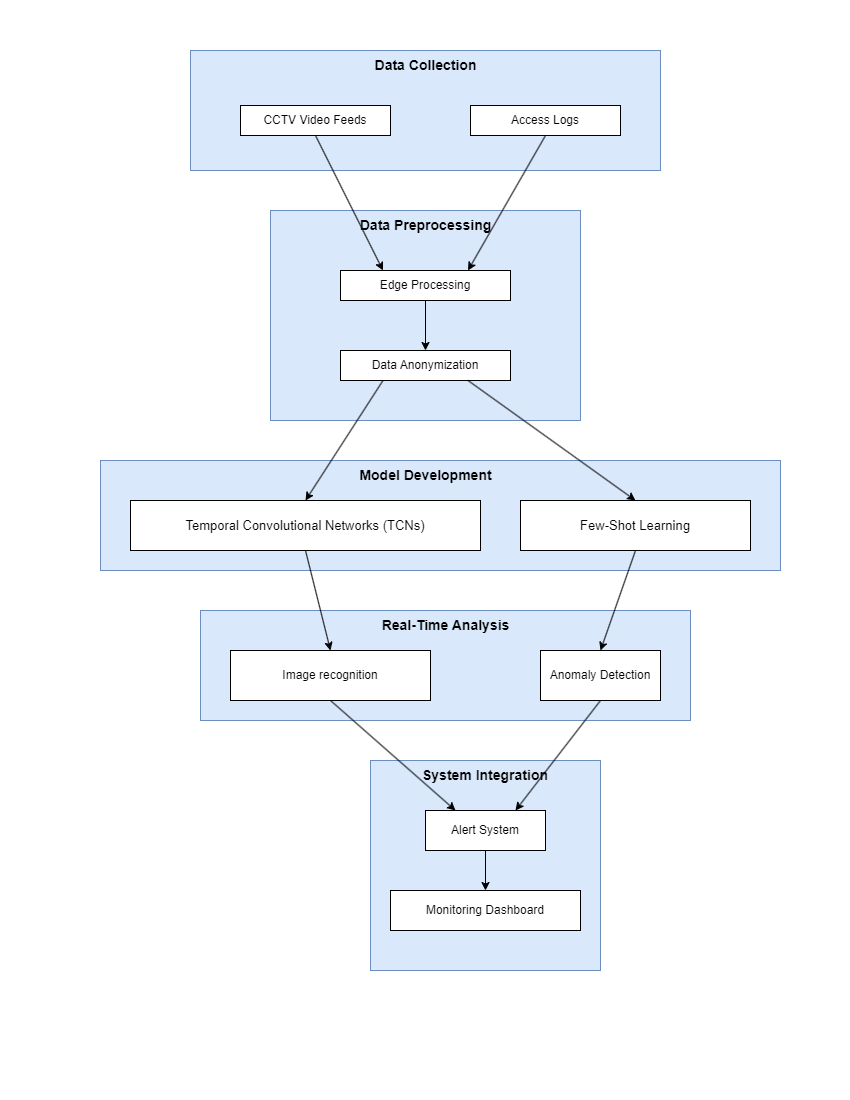 Data Collection
CCTV Video Feeds
Access Logs
Data Preprocessing
Edge Processing
Data Anonymization
Model Development
Temporal Convolutional Networks (TCNs)
Few-Shot Learning
Real-Time Analysis
Image recognition
Anomaly Detection
System Integration
Alert System
Monitoring Dashboard